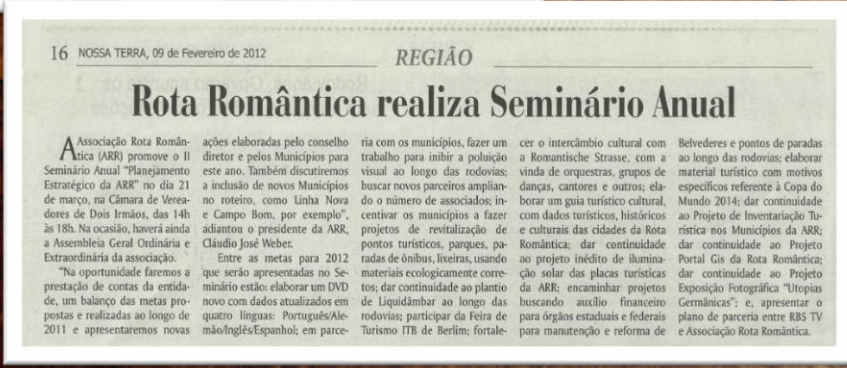 16 NOSSA TERRA, 09 de Fevereiro de 2012
REGIÃO
Rota Romântica realiza Seminário Anual
A Associação Rota Român-
tica (ARR) promove o II
Seminário Anual "Planejamento
Estratégico da ARR" no dia 21
de março, na Câmara de Verea-
dores de Dois Irmãos, das 14h
às 18h. Na ocasião, haverá ainda
a Assembleia Geral Ordinária e
Extraordinária da associação.
"Na oportunidade faremos a
prestação de contas da entida-
de, um balanço das metas pro-
postas e realizadas ao longo de
2011 e apresentaremos novas
ações elaboradas pelo conselho
diretor e pelos Municípios para
este ano. Também discutiremos
a inclusão de novos Municípios
no roteiro, como Linha Nova
e Campo Bom, por exemplo",
adiantou o presidente da ARR,
Cláudio José Weber.
Entre as metas para 2012
que serão apresentadas no Se-
minário estão: elaborar um DVD
novo com dados atualizados em
quatro línguas: Português/Ale-
mão/Inglês/Espanhol; em parce-
ria com os municípios, fazer um
trabalho para inibir a poluição
visual ao longo das rodovias;
buscar novos parceiros amplian-
do o número de associados; in-
centivar os municípios a fazer
projetos de revitalização de
pontos turísticos, parques, pa-
radas de ônibus, lixeiras, usando
materiais ecologicamente corre-
tos; dar continuidade ao plantio
de Liquidâmbar ao longo das
rodovias; participar da Feira de
Turismo ITB de Berlim; fortale-
cer o intercâmbio cultural com
a Romantische Strasse, com a
vinda de orquestras, grupos de
danças, cantores e outros; ela-
borar um guia turístico cultural,
com dados turísticos, históricos
e culturais das cidades da Rota
Romântica; dar continuidade
ao projeto inédito de ilumina-
ção solar das placas turísticas
da ARR; encaminhar projetos
buscando auxílio financeiro
para órgãos estaduais e federais
para manutenção e reforma de
Belvederes e pontos de paradas
ao longo das rodovias; elaborar
material turístico com motivos
específicos referente à Copa do
Mundo 2014; dar continuidade
ao Projeto de Inventariação Tu-
rística nos Municípios da ARR;
dar continuidade ao Projeto
Portal Gis da Rota Romântica;
dar continuidade ao Projeto
Exposição Fotográfica "Utopias
Germânicas"; e, apresentar o
plano de parceria entre RBS TV
e Associação Rota Romântica.